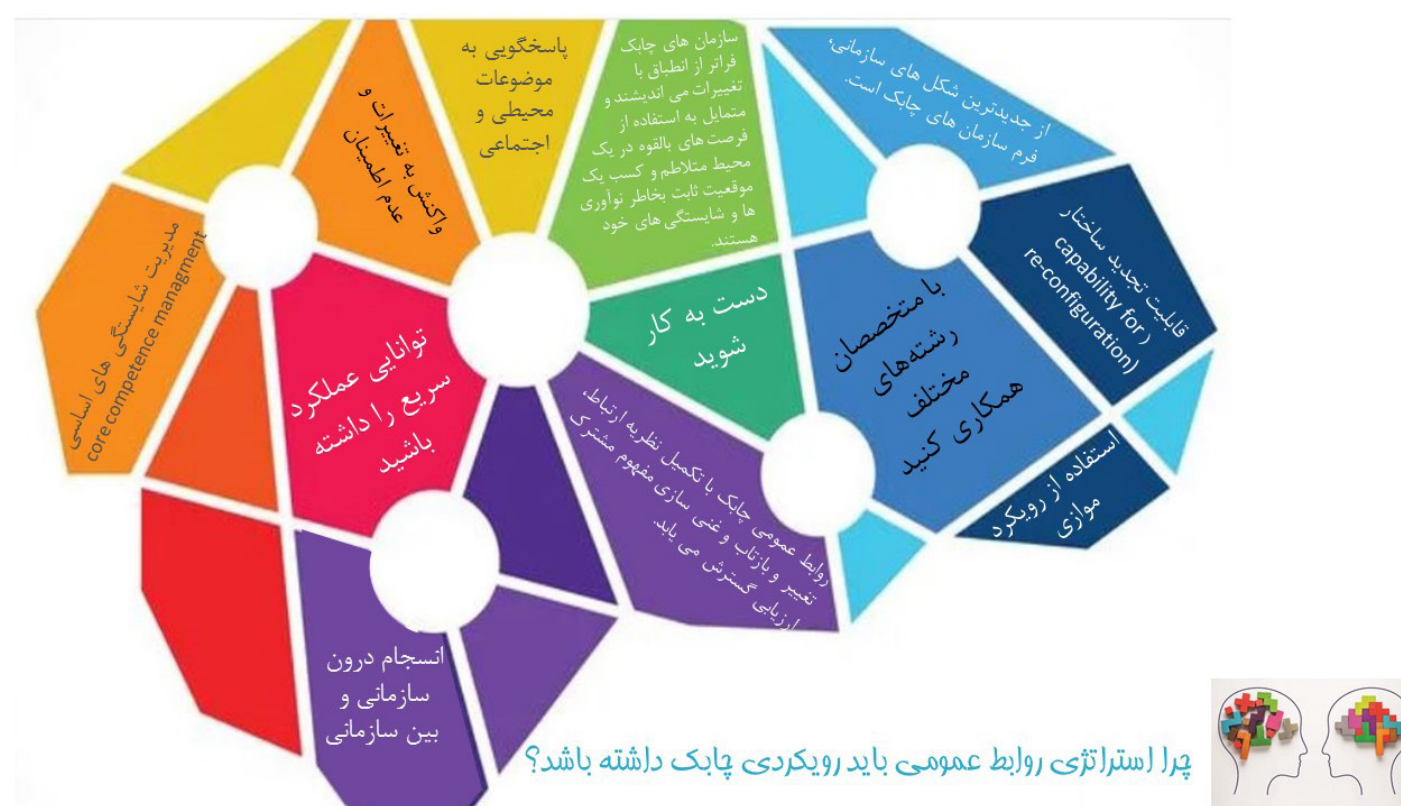 از جدیدترین شکل های سازمانی،
فرم سازمان های چابک است.
سازمان های چابک
فراتر از انطباق با
تغییرات می اندیشند و
متمایل به استفاده از
فرصت های بالقوه در یک
محیط متلاطم و کسب یک
موقعیت ثابت بخاطر نوآوری
ها و شایستگی های خود
هستند.
پاسخگویی به
موضوعات
محیطی و
اجتماعی
واکنش به تغییرات و
عدم اطمینان
مدیریت شایستگی های اساسی
core competence managment
قابلیت تجدید ساختار
(capability for
re-configuration)
با متخصصان
رشته‌های
مختلف
همکاری کنید
دست به کار
شوید
توانایی عملکرد
سریع را داشته
باشید
استفاده از رویکرد
موازی
روابط عمومی چابک با تکمیل نظریه ارتباط،
تغییر و بازتاب و غنی سازی مفهوم مشترک
ارزیابی گسترش می یابد.
انسجام درون
سازمانی و
بین سازمانی
چرا استراتژی روابط عمومی باید رویکردی چابک داشته باشد؟